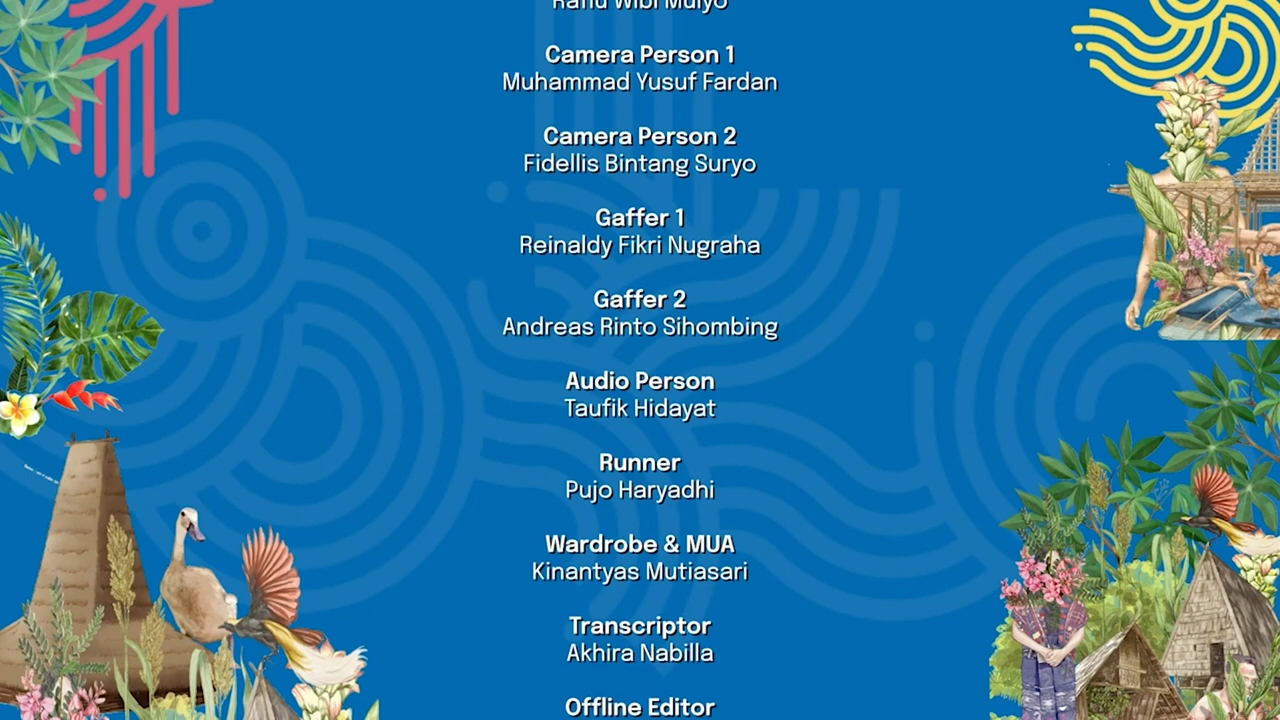 Camera Person 1
Muhammad Yusuf Fardan
Camera Person 2
Fidellis Bintang Suryo
Gaffer 1
Reinaldy Fikri Nugraha
Gaffer 2
Andreas Rinto Sihombing
Audio Person
Taufik Hidayat
Runner
Pujo Haryadhi
Wardrobe & MUA
Kinantyas Mutiasari
Transcriptor
Akhira Nabilla
Offline Editor